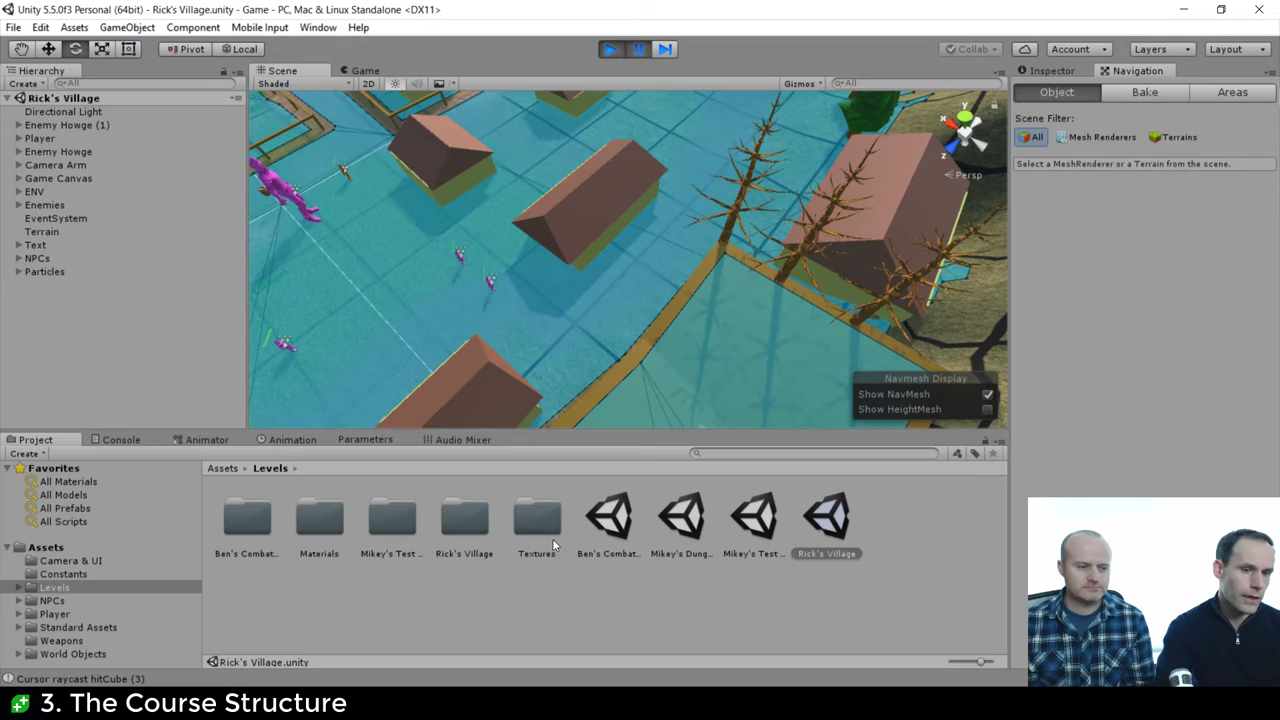 Unity 5.5.0f3 Personal (64bit) - Rick's Village.unity - Game - PC, Mac & Linux Standalone <DX11>
File Edit Assets GameObject Component Mobile Input Window Help
Pivot Local Collab Account Layers Layout
Hierarchy Scene Game Inspector Navigation
Create All Shaded 2D Gizmos All Object Bake Areas
Rick's Village
Directional Light
Enemy Howge (1)
Player
Enemy Howge
Camera Arm
Game Canvas
ENV
Enemies
EventSystem
Terrain
Text
NPCs
Particles
y
x
z
Persp
Scene Filter:
All Mesh Renderers Terrains
Select a MeshRenderer or a Terrain from the scene.
Navmesh Display
Show NavMesh
Show HeightMesh
Project Console Animator Animation Parameters Audio Mixer
Create
Favorites
All Materials
All Models
All Prefabs
All Scripts
Assets
Camera & UI
Constants
Levels
NPCs
Player
Standard Assets
Weapons
World Objects
Assets Levels
Ben's Combat... Materials Mikey's Test ... Rick's Village Textures Ben's Combat... Mikey's Dung... Mikey's Test ... Rick's Village
Rick's Village.unity
Cursor raycast hitCube (3)
3. The Course Structure